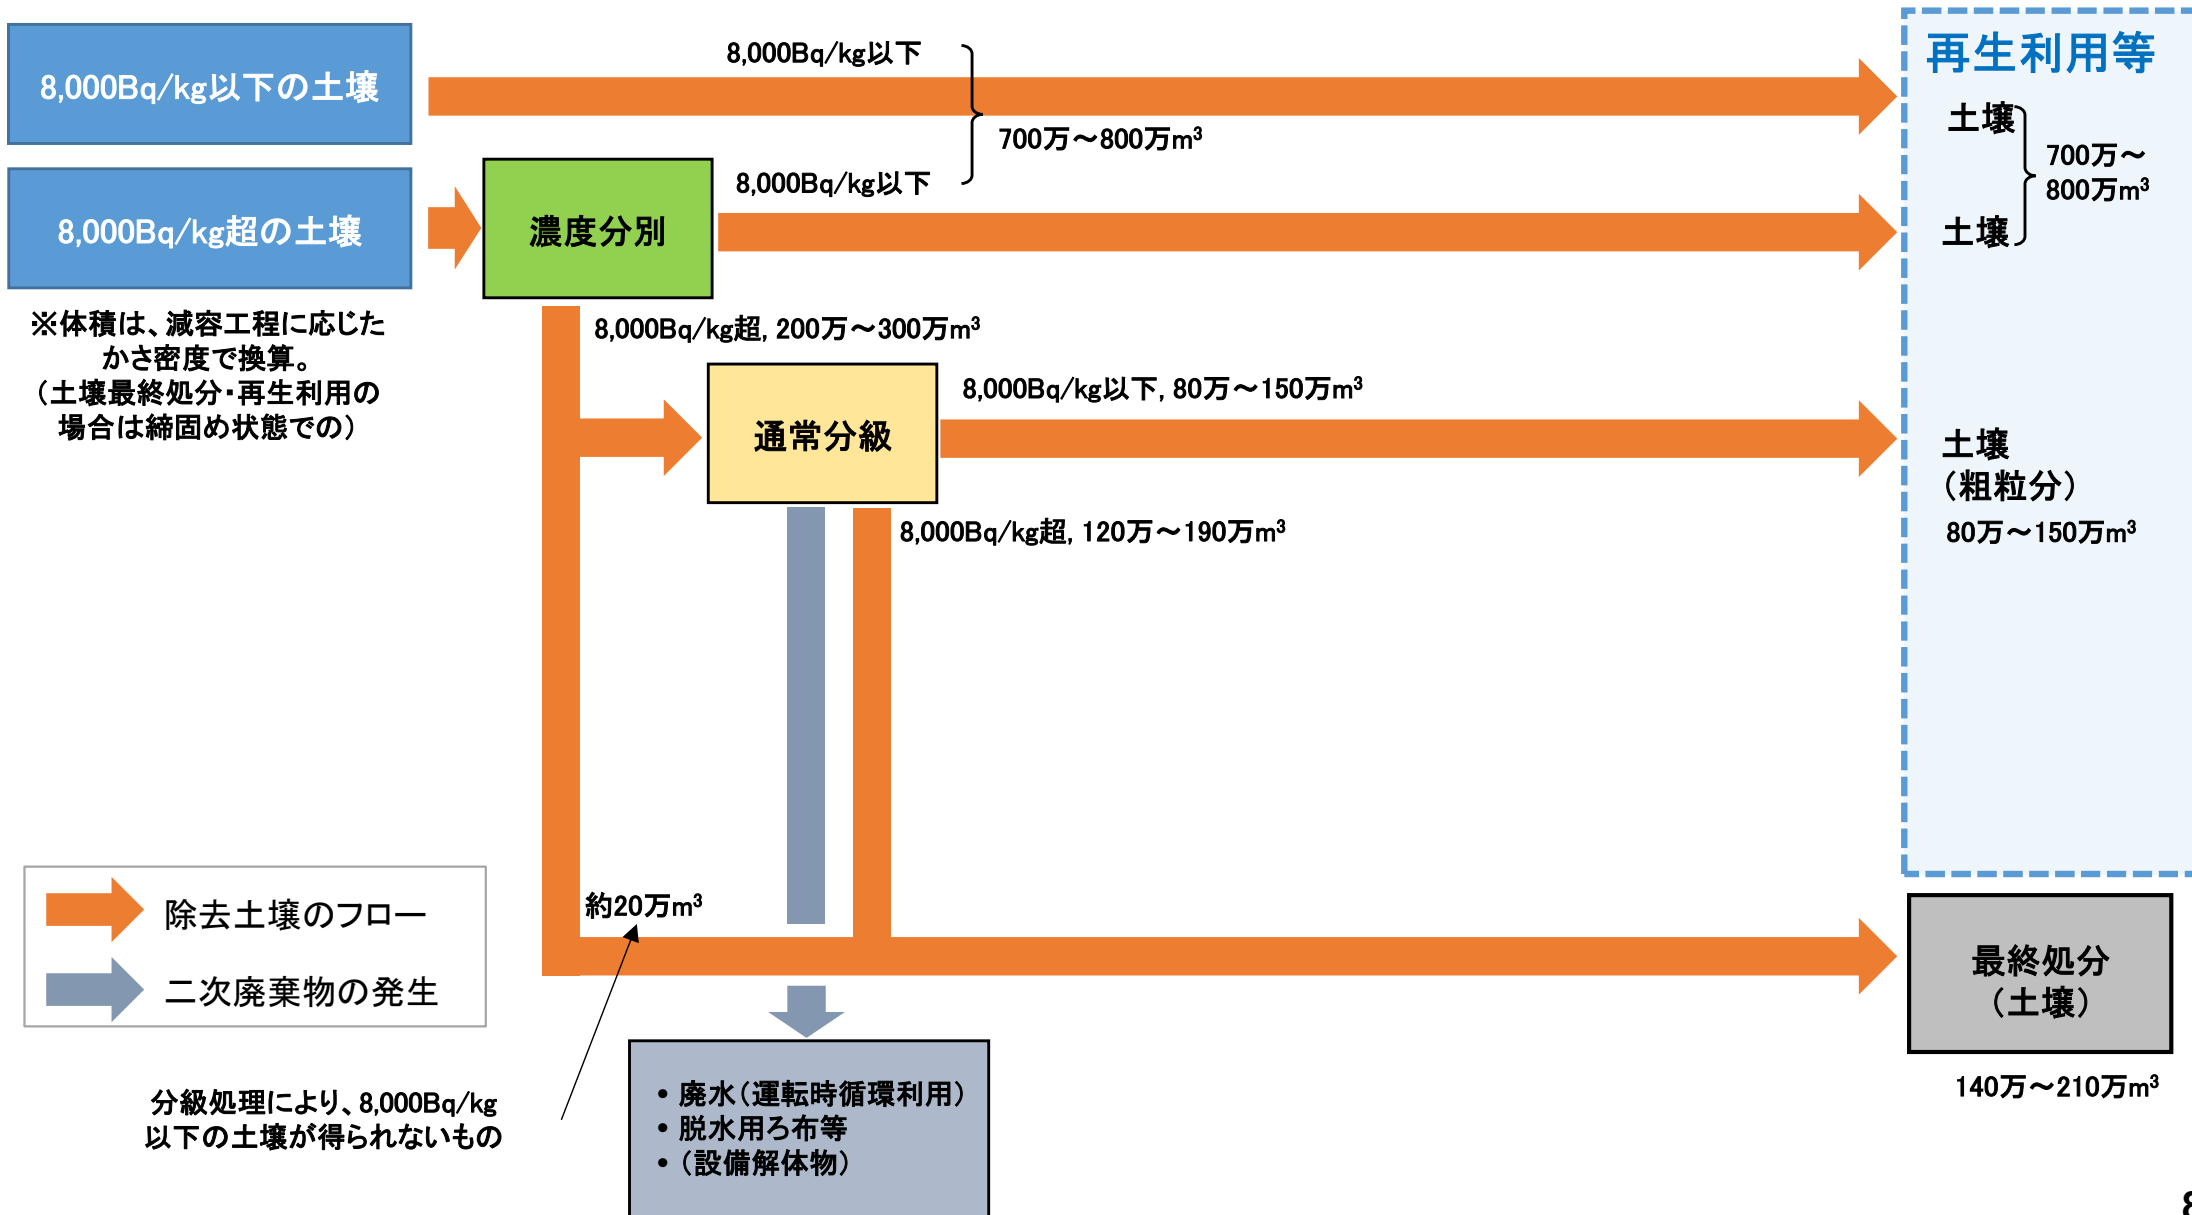 8,000Bq/kg以下の土壌
8,000Bq/kg以下
700万～800万m³
再生利用等
土壌
700万～
800万m³
土壌
8,000Bq/kg超の土壌
濃度分別
8,000Bq/kg以下
※体積は、減容工程に応じた
かさ密度で換算。
（土壌最終処分・再生利用の
場合は締固め状態での）
8,000Bq/kg超, 200万～300万m³
通常分級
8,000Bq/kg以下, 80万～150万m³
土壌
（粗粒分）
80万～150万m³
8,000Bq/kg超, 120万～190万m³
除去土壌のフロー
二次廃棄物の発生
約20万m³
最終処分
（土壌）
140万～210万m³
分級処理により、8,000Bq/kg
以下の土壌が得られないもの
• 廃水（運転時循環利用）
• 脱水用ろ布等
• （設備解体物）
8